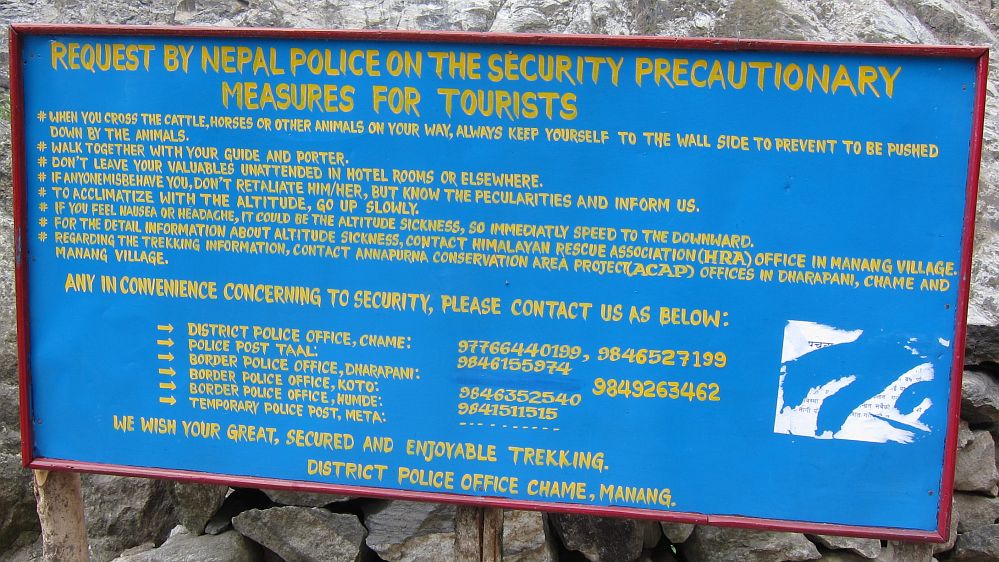 REQUEST BY NEPAL POLICE ON THE SECURITY PRECAUTIONARY
MEASURES FOR TOURISTS
# WHEN YOU CROSS THE CATTLE, HORSES OR OTHER ANIMALS ON YOUR WAY, ALWAYS KEEP YOURSELF TO THE WALL SIDE TO PREVENT TO BE PUSHED
DOWN BY THE ANIMALS.
# WALK TOGETHER WITH YOUR GUIDE AND PORTER.
# DON'T LEAVE YOUR VALUABLES UNATTENDED IN HOTEL ROOMS OR ELSEWHERE.
# IF ANYONEMISBEHAVE YOU, DON'T RETALIATE HIM/HER, BUT KNOW THE PECULARITIES AND INFORM US.
# TO ACCLIMATIZE WITH THE ALTITUDE, GO UP SLOWLY.
# IF YOU FEEL NAUSEA OR HEADACHE, IT COULD BE THE ALTITUDE SICKNESS, SO IMMEDIATLY SPEED TO THE DOWNWARD.
# FOR THE DETAIL INFORMATION ABOUT ALTITUDE SICKNESS, CONTACT HIMALAYAN RESCUE ASSOCIATION (HRA) OFFICE IN MANANG VILLAGE.
# REGARDING THE TREKKING INFORMATION, CONTACT ANNAPURNA CONSERVATION AREA PROJECT(ACAP) OFFICES IN DHARAPANI, CHAME AND
MANANG VILLAGE.
ANY IN CONVENIENCE CONCERNING TO SECURITY, PLEASE CONTACT US AS BELOW:
→ DISTRICT POLICE OFFICE, CHAME: 97766440199, 9846527199
→ POLICE POST TAAL: 9846155974
→ BORDER POLICE OFFICE, DHARAPANI: 9849263462
→ BORDER POLICE OFFICE, KOTO: 9846352540
→ BORDER POLICE OFFICE, HUMDE: 9841511515
→ TEMPORARY POLICE POST, META: ----------
WE WISH YOUR GREAT, SECURED AND ENJOYABLE TREKKING.
DISTRICT POLICE OFFICE CHAME, MANANG.